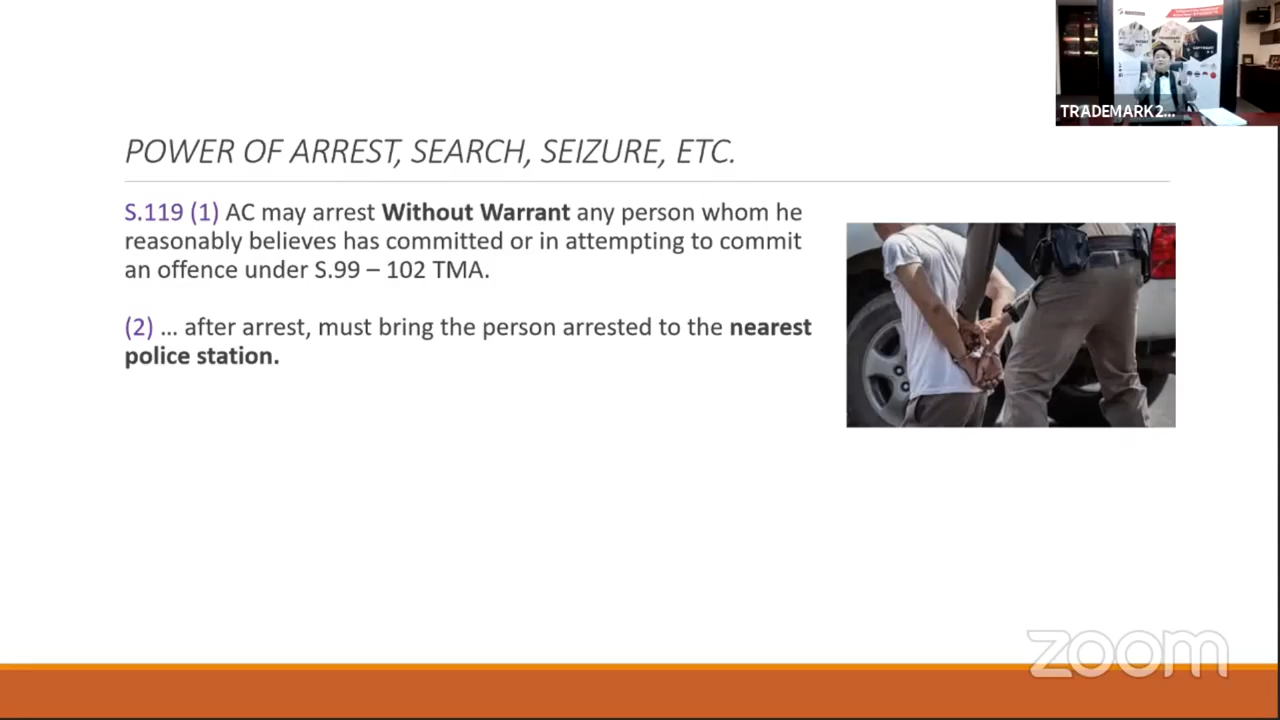 TRADEMARK2...
POWER OF ARREST, SEARCH, SEIZURE, ETC.
S.119 (1) AC may arrest Without Warrant any person whom he
reasonably believes has committed or in attempting to commit
an offence under S.99 – 102 TMA.
(2) ... after arrest, must bring the person arrested to the nearest
police station.
zoom